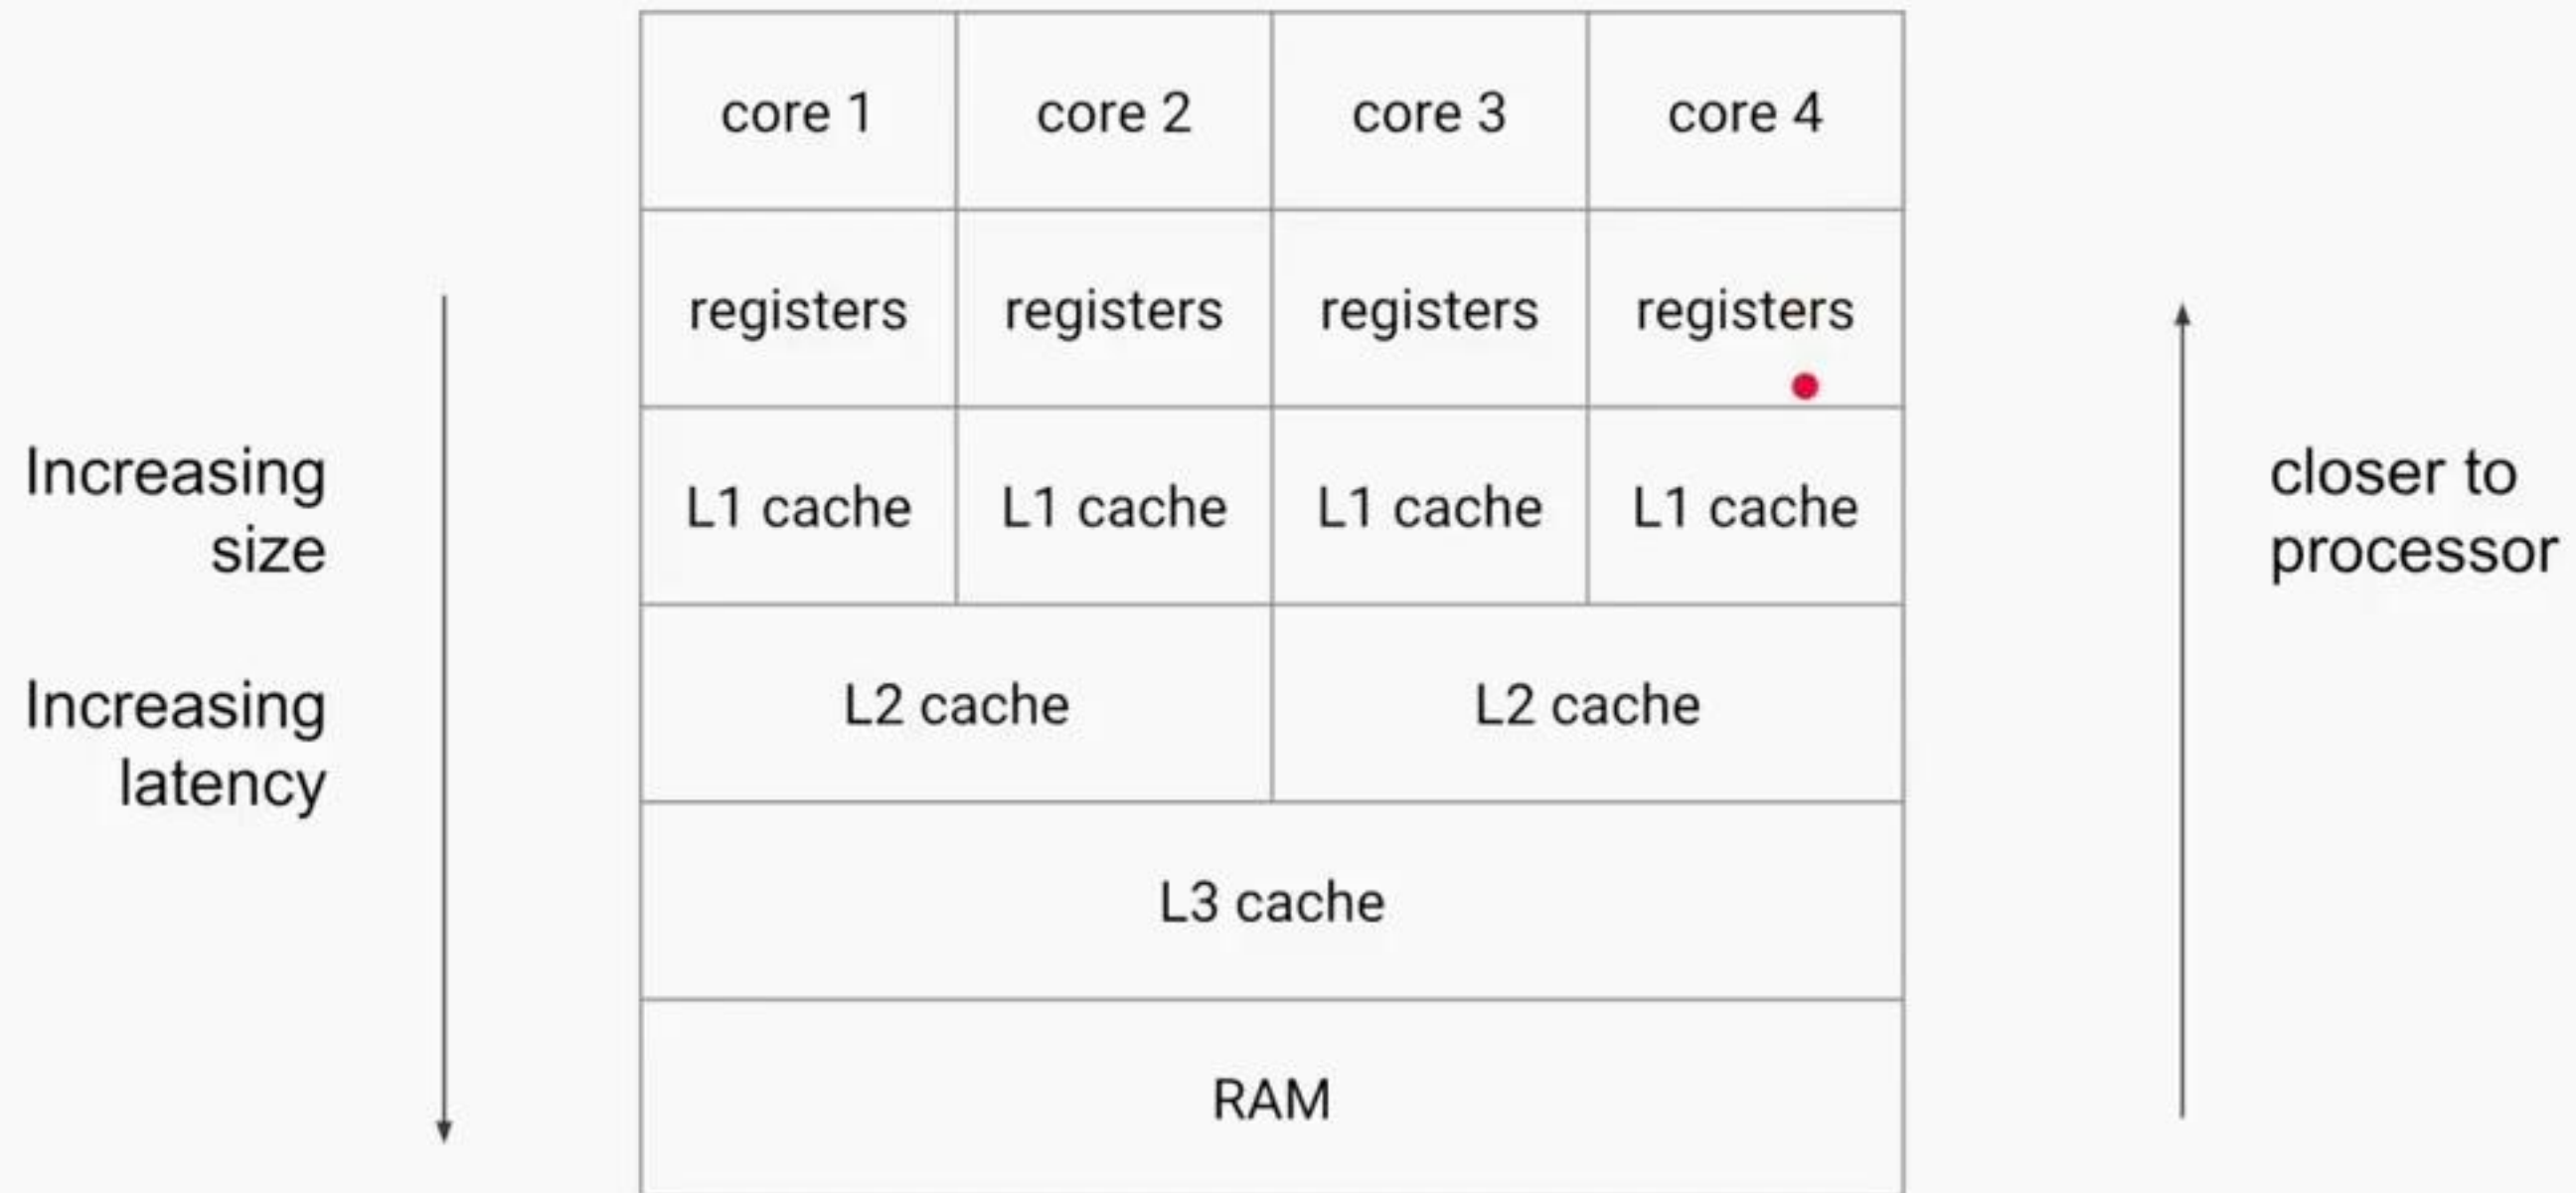 core 1 core 2 core 3 core 4
registers registers registers registers
Increasing
size
L1 cache L1 cache L1 cache L1 cache
closer to
processor
Increasing
latency
L2 cache L2 cache
L3 cache
RAM